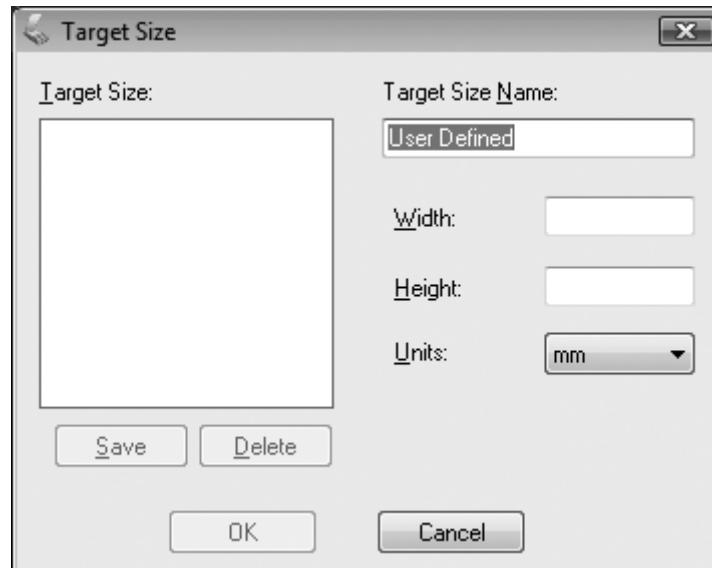 Target Size
Target Size:
Target Size Name:
User Defined
Width:
Height:
Units:
mm
Save
Delete
OK
Cancel